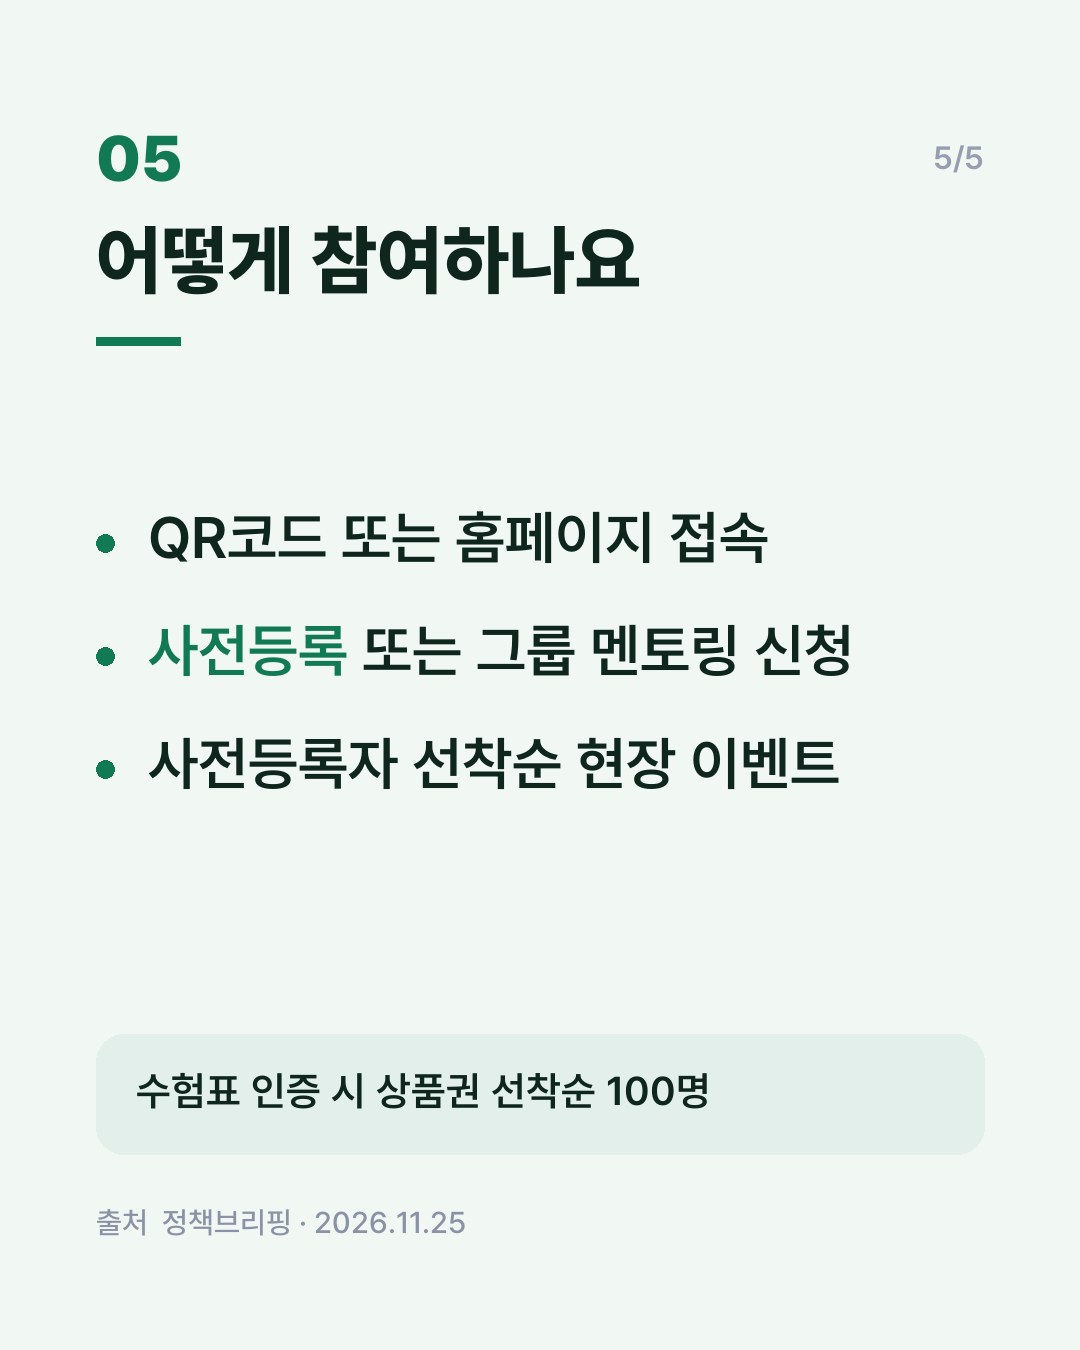 05
5/5
어떻게 참여하나요
• QR코드 또는 홈페이지 접속
• 사전등록 또는 그룹 멘토링 신청
• 사전등록자 선착순 현장 이벤트
수험표 인증 시 상품권 선착순 100명
출처 정책브리핑 · 2026.11.25